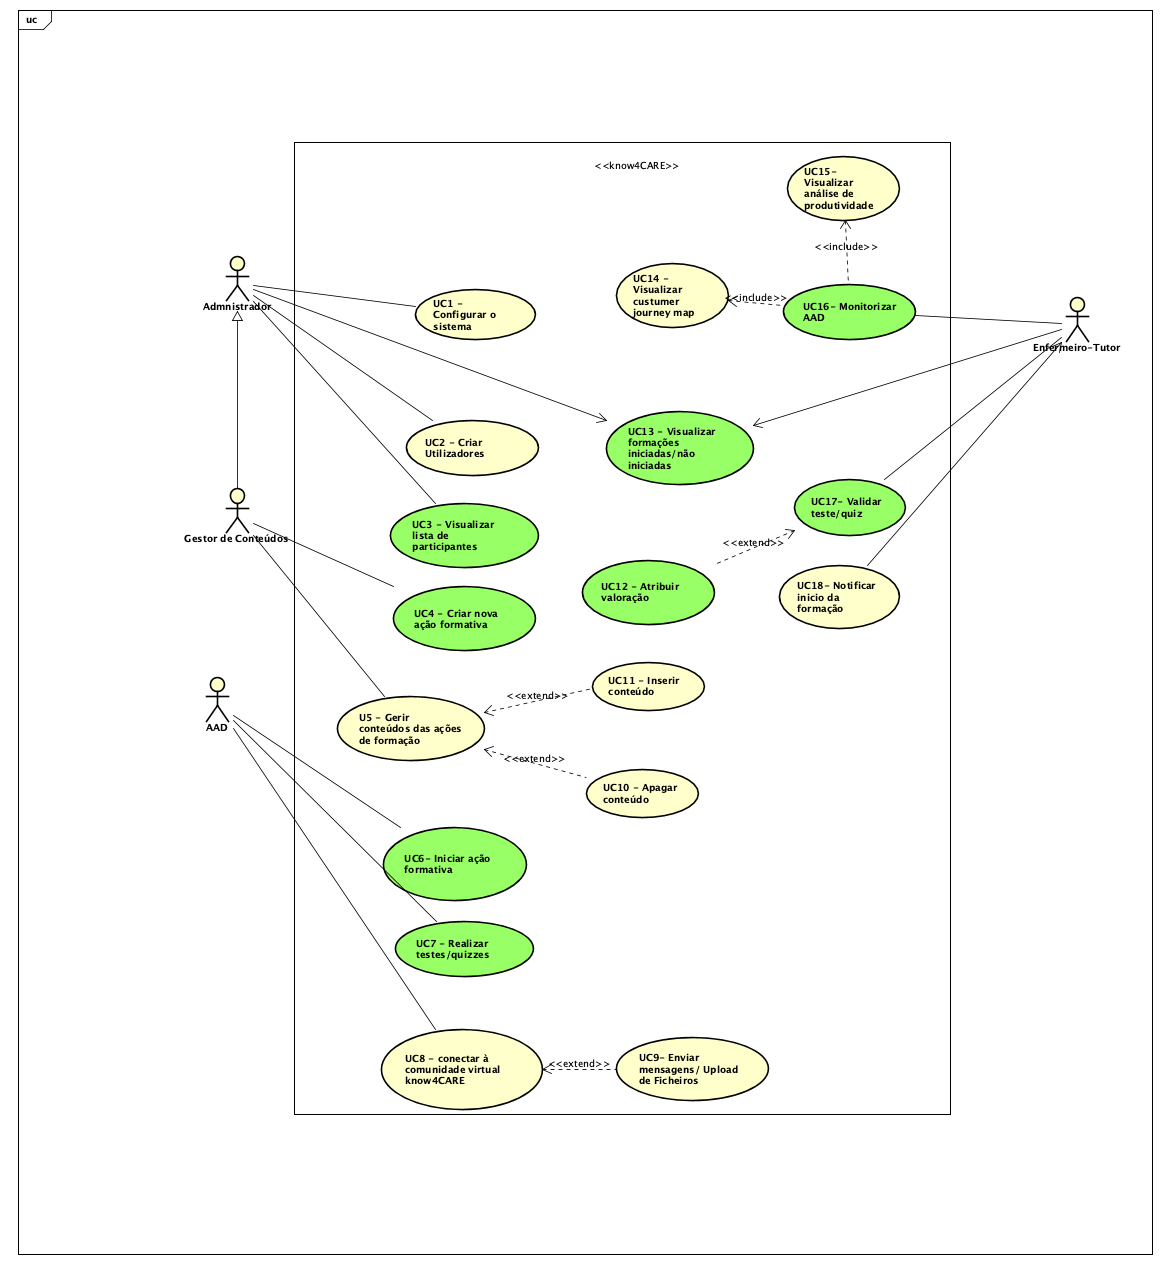 uc
<<know4CARE>>
UC15-
Visualizar
análise de
produtividade
<<include>>
UC14 -
Visualizar
custumer
journey map
<<include>>
UC16- Monitorizar
AAD
Admnistrador
UC1 -
Configurar o
sistema
Enfermeiro-Tutor
UC2 - Criar
Utilizadores
UC13 - Visualizar
formações
iniciadas/não
iniciadas
Gestor de Conteúdos
UC3 - Visualizar
lista de
participantes
UC17- Validar
teste/quiz
<<extend>>
UC12 - Atribuir
valoração
UC18- Notificar
inicio da
formação
UC4 - Criar nova
ação formativa
AAD
U5 - Gerir
conteúdos das ações
de formação
<<extend>>
UC11 - Inserir
conteúdo
<<extend>>
UC10 - Apagar
conteúdo
UC6- Iniciar ação
formativa
UC7 - Realizar
testes/quizzes
UC8 - conectar à
comunidade virtual
know4CARE
<<extend>>
UC9- Enviar
mensagens/ Upload
de Ficheiros